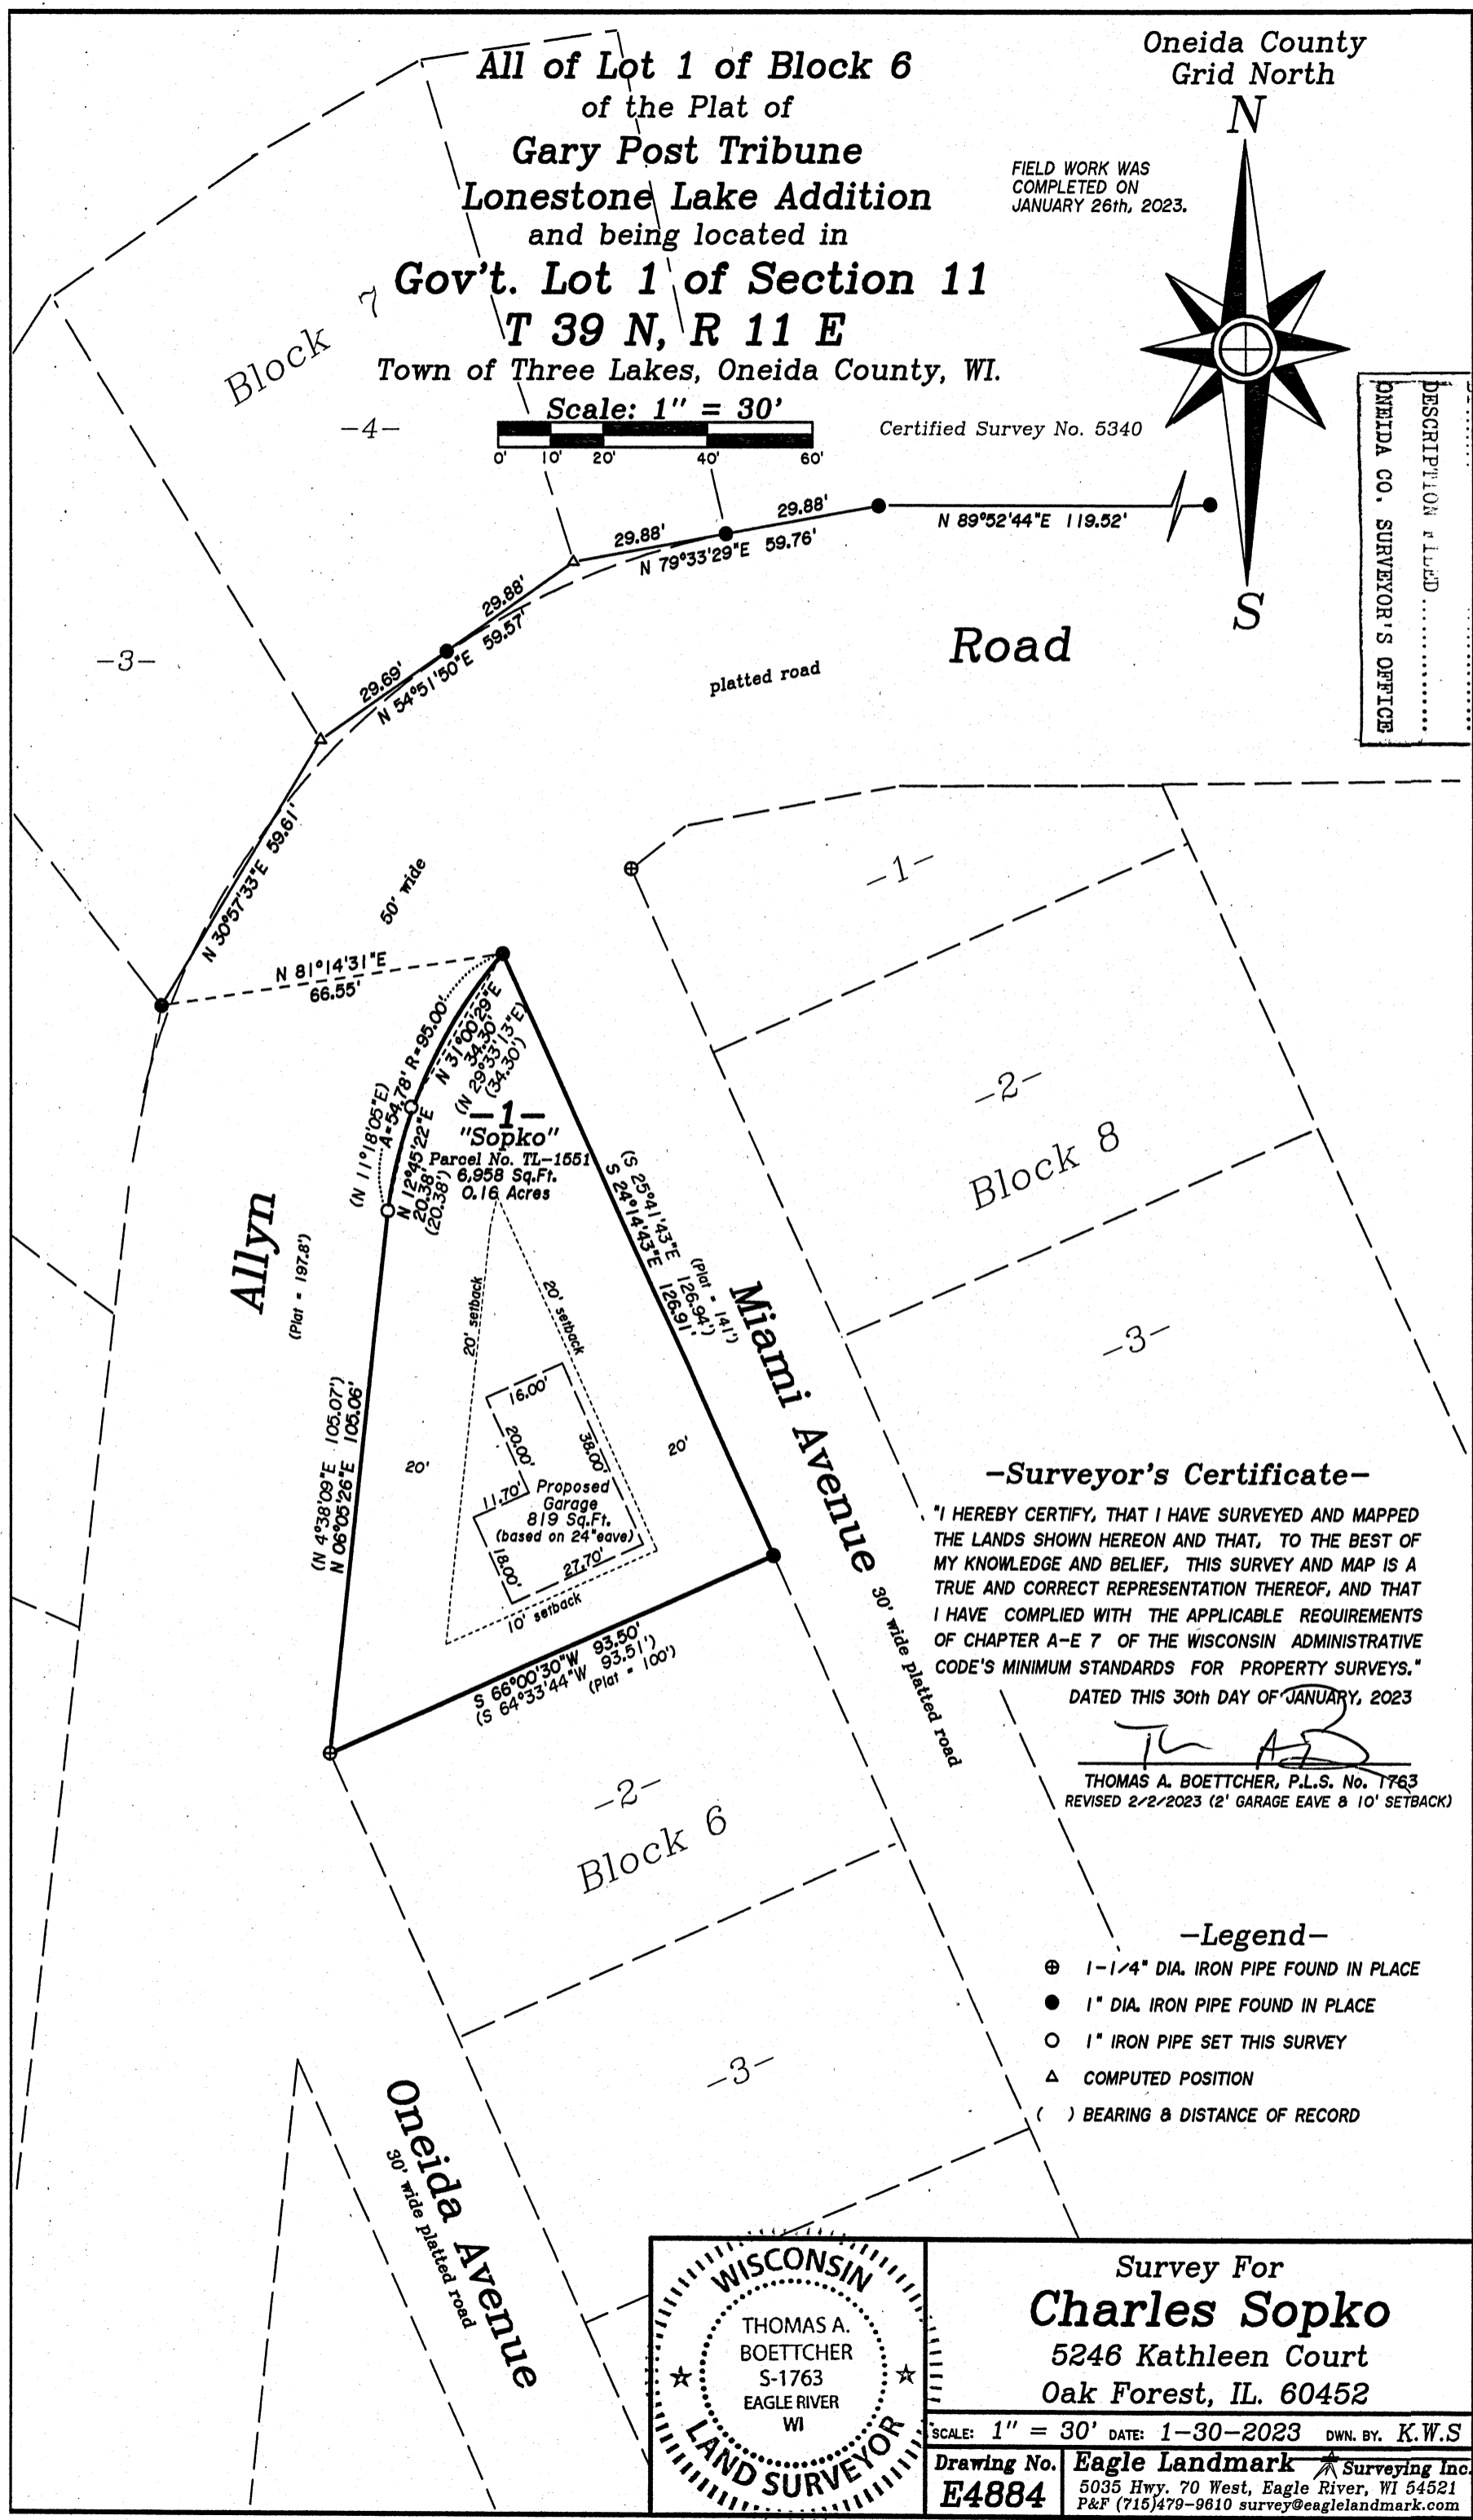 All of Lot 1 of Block 6
of the Plat of
Gary Post Tribune
Lonestone Lake Addition
and being located in
Gov't. Lot 1 of Section 11
T 39 N, R 11 E
Town of Three Lakes, Oneida County, WI.
Scale: 1" = 30'
0' 10' 20' 40' 60'
Oneida County
Grid North
N
S
FIELD WORK WAS
COMPLETED ON
JANUARY 26th, 2023.
Certified Survey No. 5340
DESCRIPTION FILED
ONEIDA CO. SURVEYOR'S OFFICE
Block 7
-4-
-3-
29.88'
N 89°52'44"E 119.52'
29.88'
N 79°33'29"E 59.76'
29.88'
29.69'
N 54°51'50"E 59.57'
N 30°57'33"E 59.61'
Road
platted road
50' wide
N 81°14'31"E
66.55'
A=54.78' R=95.00'
N 31°00'29"E
34.30'
(N 29°33'13"E)
(34.30')
(N 11°18'05"E)
N 12°45'22"E
20.38'
(20.38')
-1-
"Sopko"
Parcel No. TL-1551
6,958 Sq.Ft.
0.16 Acres
Allyn
(Plat = 197.8')
(S 25°41'43"E 126.94')
S 24°14'43"E 126.91'
(Plat = 141')
Miami Avenue
30' wide platted road
20' setback
20' setback
16.00'
20.00'
38.00'
11.70'
Proposed
Garage
819 Sq.Ft.
(based on 24"eave)
18.00'
27.70'
10' setback
20'
20'
(N 4°38'09"E 105.07')
N 06°05'26"E 105.06'
S 66°00'30"W 93.50'
(S 64°33'44"W 93.51')
(Plat = 100')
-1-
-2-
Block 8
-3-
-2-
Block 6
-3-
Oneida Avenue
30' wide platted road
-Surveyor's Certificate-
"I HEREBY CERTIFY, THAT I HAVE SURVEYED AND MAPPED
THE LANDS SHOWN HEREON AND THAT, TO THE BEST OF
MY KNOWLEDGE AND BELIEF, THIS SURVEY AND MAP IS A
TRUE AND CORRECT REPRESENTATION THEREOF, AND THAT
I HAVE COMPLIED WITH THE APPLICABLE REQUIREMENTS
OF CHAPTER A-E 7 OF THE WISCONSIN ADMINISTRATIVE
CODE'S MINIMUM STANDARDS FOR PROPERTY SURVEYS."
DATED THIS 30th DAY OF JANUARY, 2023
THOMAS A. BOETTCHER, P.L.S. No. 1763
REVISED 2/2/2023 (2' GARAGE EAVE & 10' SETBACK)
-Legend-
1-1/4" DIA. IRON PIPE FOUND IN PLACE
1" DIA. IRON PIPE FOUND IN PLACE
1" IRON PIPE SET THIS SURVEY
COMPUTED POSITION
( ) BEARING & DISTANCE OF RECORD
WISCONSIN
THOMAS A.
BOETTCHER
S-1763
EAGLE RIVER
WI
LAND SURVEYOR
Survey For
Charles Sopko
5246 Kathleen Court
Oak Forest, IL. 60452
SCALE: 1" = 30' DATE: 1-30-2023 DWN. BY. K.W.S
Drawing No.
E4884
Eagle Landmark Surveying Inc.
5035 Hwy. 70 West, Eagle River, WI 54521
P&F (715)479-9610 survey@eaglelandmark.com